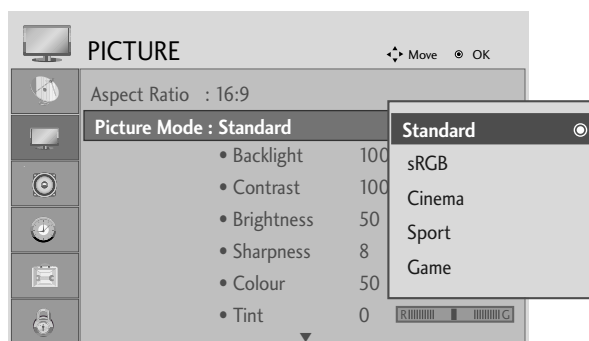 PICTURE Move OK
Aspect Ratio : 16:9
Picture Mode : Standard
• Backlight 100
• Contrast 100
• Brightness 50
• Sharpness 8
• Colour 50
• Tint 0 R G
Standard
sRGB
Cinema
Sport
Game